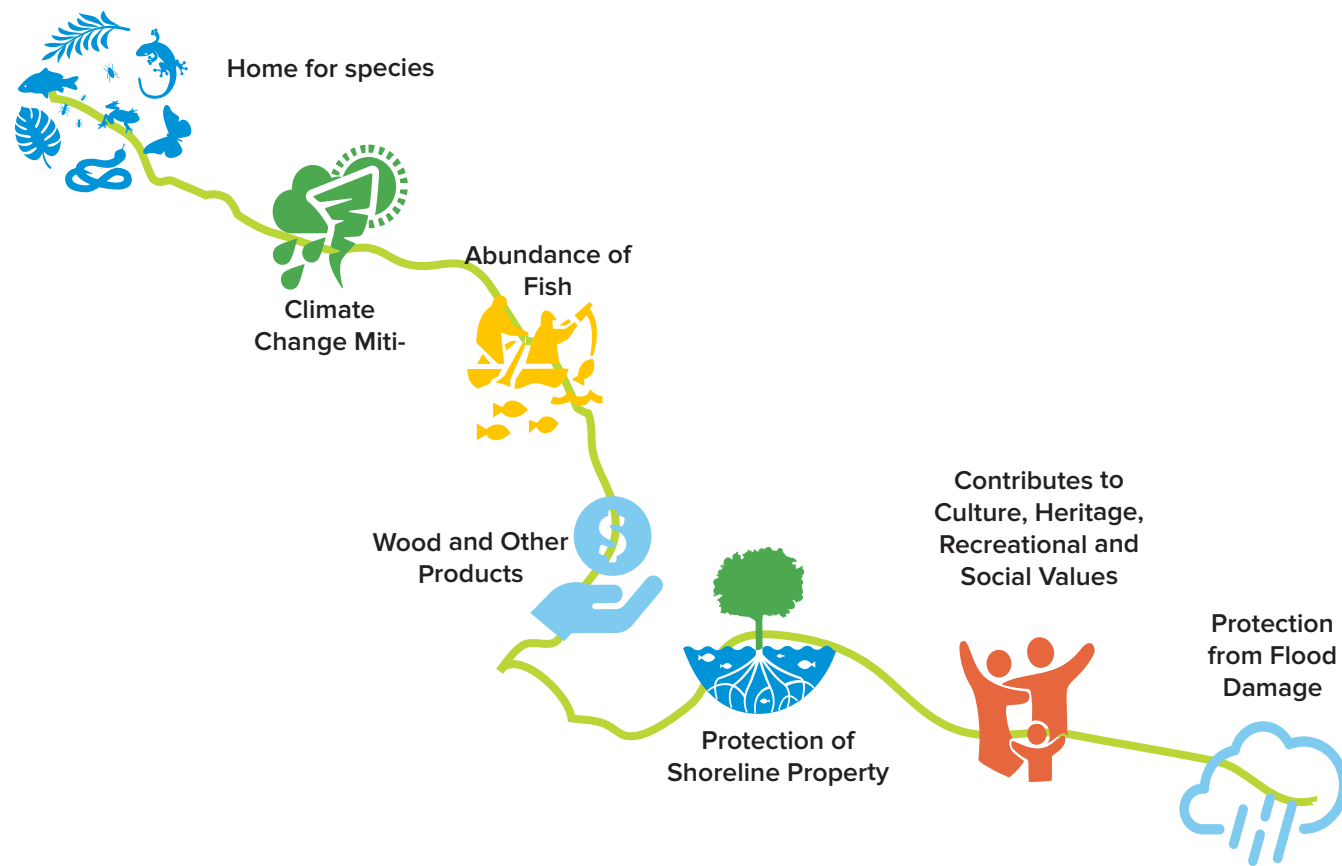 Home for species
Climate
Change Miti-
Abundance of
Fish
Wood and Other
Products
Protection of
Shoreline Property
Contributes to
Culture, Heritage,
Recreational and
Social Values
Protection
from Flood
Damage
$